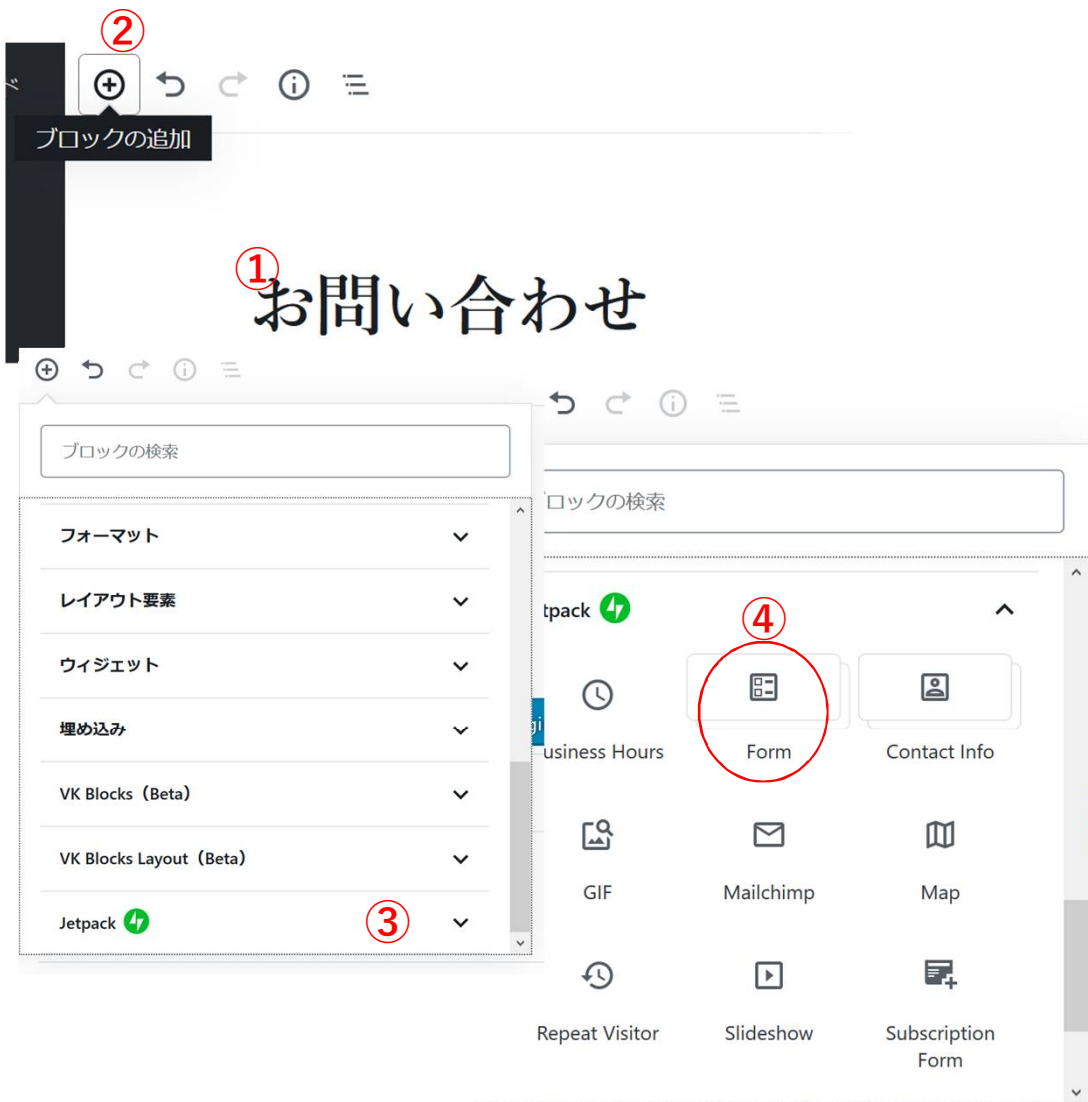 ②
ド
ブロックの追加
①
お問い合わせ
ブロックの検索
フォーマット
レイアウト要素
ウィジェット
埋め込み
VK Blocks（Beta）
VK Blocks Layout（Beta）
Jetpack
③
ロックの検索
tpack
④
gi
usiness Hours
Form
Contact Info
GIF
Mailchimp
Map
Repeat Visitor
Slideshow
Subscription
Form